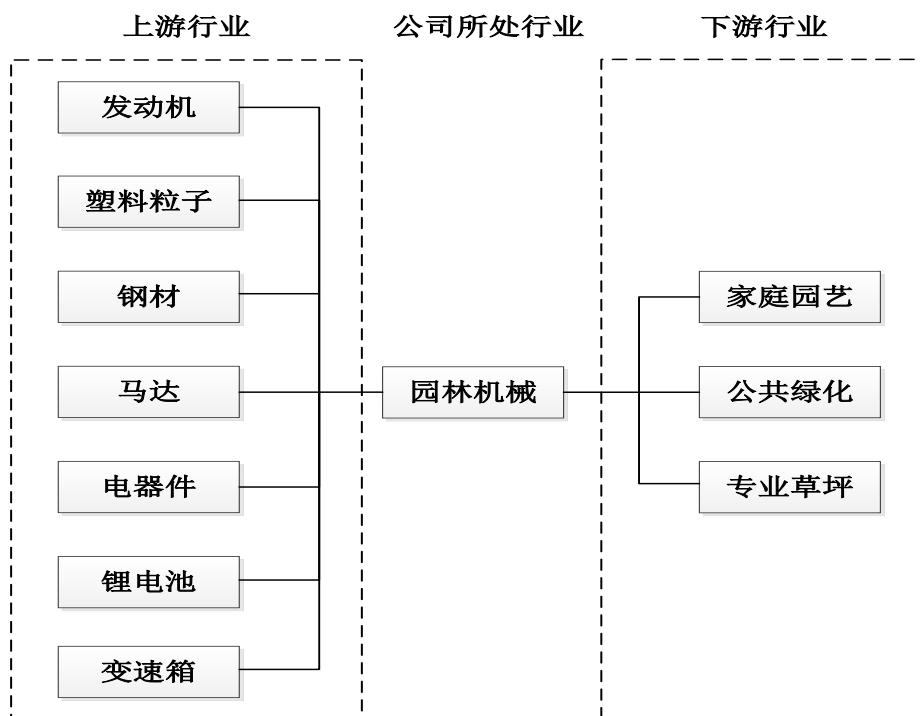 上游行业
公司所处行业
下游行业
发动机
塑料粒子
钢材
马达
电器件
锂电池
变速箱
园林机械
家庭园艺
公共绿化
专业草坪